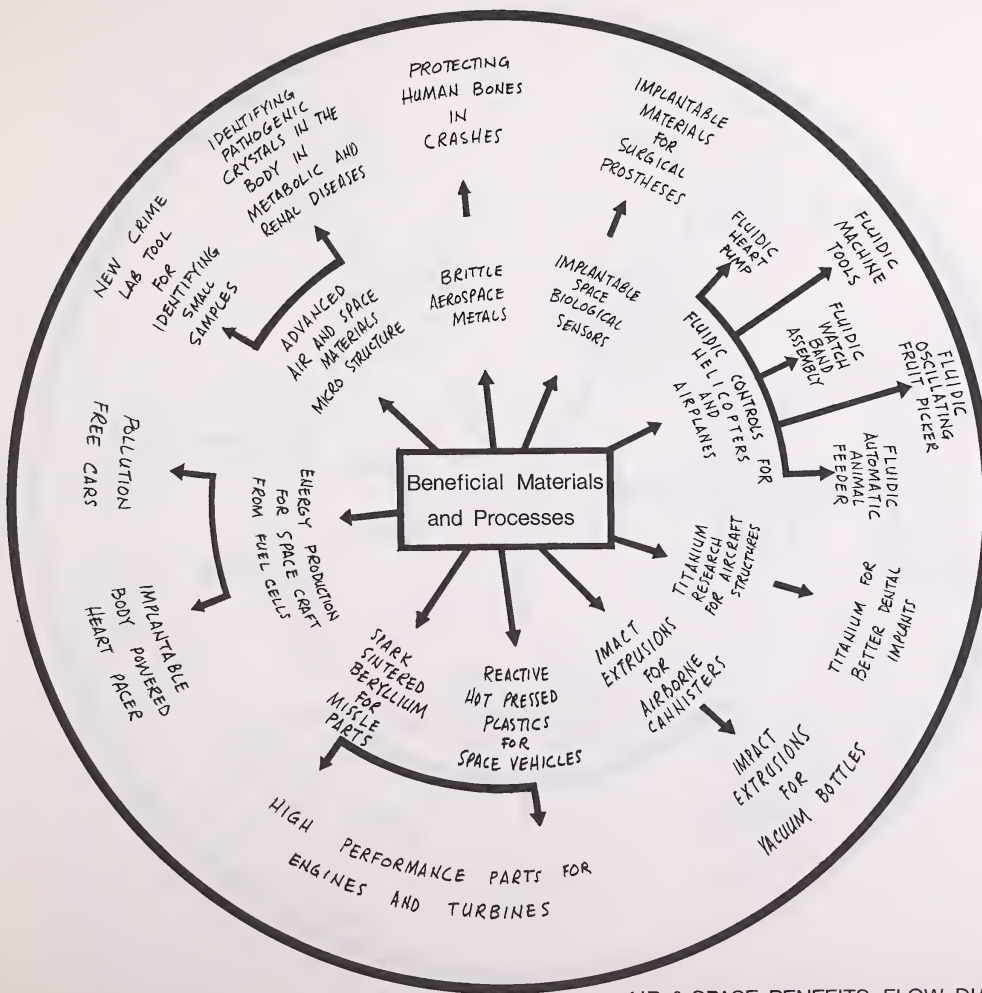 PROTECTING
HUMAN BONES
IN
CRASHES
IMPLANTABLE
MATERIALS
FOR
SURGICAL
PROSTHESES
IDENTIFYING
PATHOGENIC
CRYSTALS IN THE
BODY IN
METABOLIC AND
RENAL DISEASES
NEW CRIME
LAB TOOL
FOR
IDENTIFYING
SMALL
SAMPLES
ADVANCED
AIR AND SPACE
MATERIALS
MICRO STRUCTURE
BRITTLE
AEROSPACE
METALS
IMPLANTABLE
SPACE
BIOLOGICAL
SENSORS
FLUIDIC
HEART
PUMP
FLUIDIC
MACHINE
TOOLS
FLUIDIC
WATCH
BAND
ASSEMBLY
FLUIDIC
OSCILLATING
FRUIT PICKER
FLUIDIC
AUTOMATIC
ANIMAL
FEEDER
FLUIDIC CONTROLS FOR
HELICOPTERS
AND
AIRPLANES
POLLUTION
FREE CARS
ENERGY PRODUCTION
FOR SPACE CRAFT
FROM FUEL CELLS
Beneficial Materials
and Processes
TITANIUM
RESEARCH
FOR AIRCRAFT
STRUCTURES
TITANIUM FOR
BETTER DENTAL
IMPLANTS
IMPLANTABLE
BODY POWERED
HEART PACER
SPARK
SINTERED
BERYLLIUM
FOR
MISSLE
PARTS
REACTIVE
HOT PRESSED
PLASTICS
FOR
SPACE VEHICLES
IMACT
EXTRUSIONS
FOR
AIRBORNE
CANNISTERS
IMPACT
EXTRUSIONS
FOR
VACUUM BOTTLES
HIGH PERFORMANCE PARTS FOR
ENGINES AND TURBINES
& SPACE BENEFITS FLOW